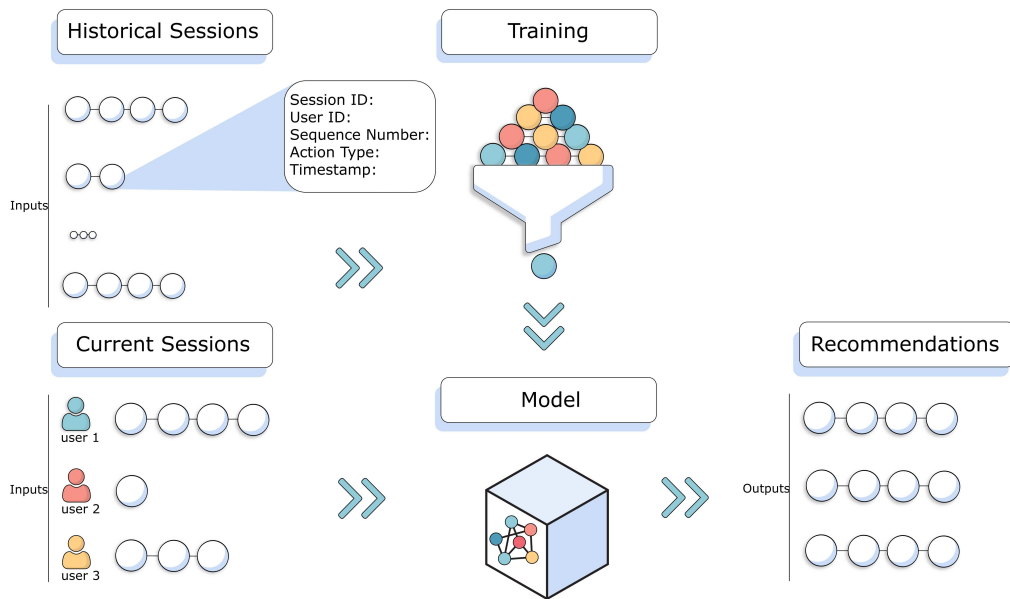 Historical Sessions
Training
Session ID:
User ID:
Sequence Number:
Action Type:
Timestamp:
Inputs
Current Sessions
Recommendations
Model
user 1
Inputs
user 2
Outputs
user 3